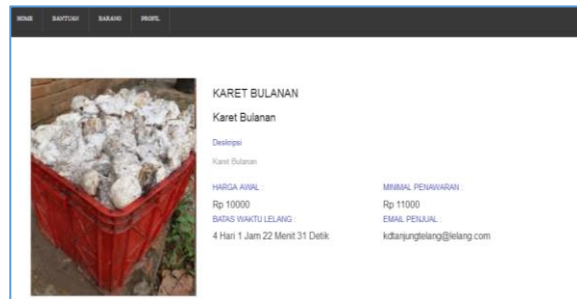 HOME BANTUAN BARANG PROFIL
KARET BULANAN
Karet Bulanan
Deskripsi
Karet Bulanan
HARGA AWAL :
Rp 10000
MINIMAL PENAWARAN :
Rp 11000
BATAS WAKTU LELANG :
4 Hari 1 Jam 22 Menit 31 Detik
EMAIL PENJUAL :
kdtanjungtelang@lelang.com